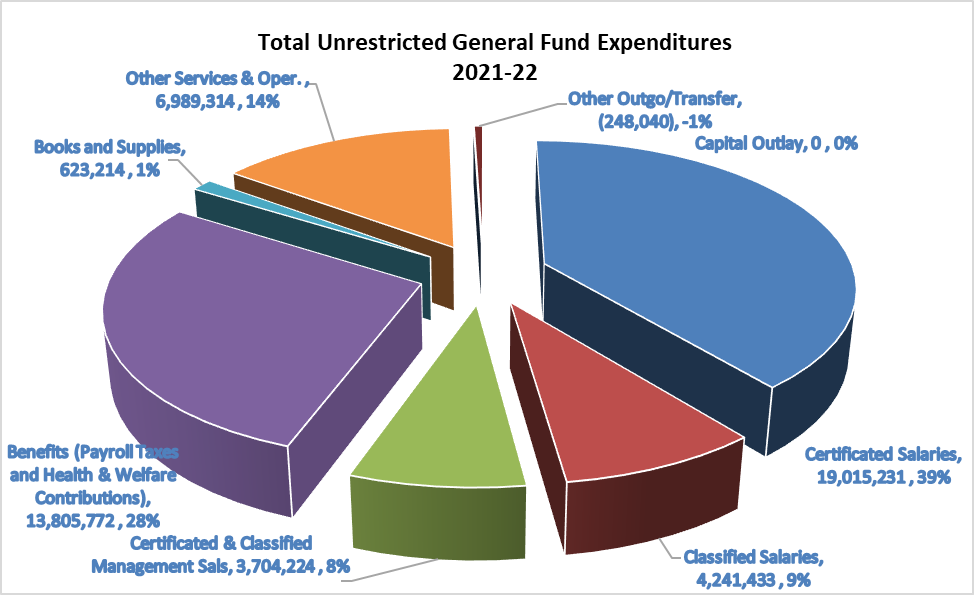 Total Unrestricted General Fund Expenditures
2021-22
Other Services & Oper. ,
6,989,314 , 14%
Other Outgo/Transfer,
(248,040), -1%
Capital Outlay, 0 , 0%
Books and Supplies,
623,214 , 1%
Certificated Salaries,
19,015,231 , 39%
Benefits (Payroll Taxes
and Health & Welfare
Contributions),
13,805,772 , 28%
Certificated & Classified
Management Sals, 3,704,224 , 8%
Classified Salaries,
4,241,433 , 9%